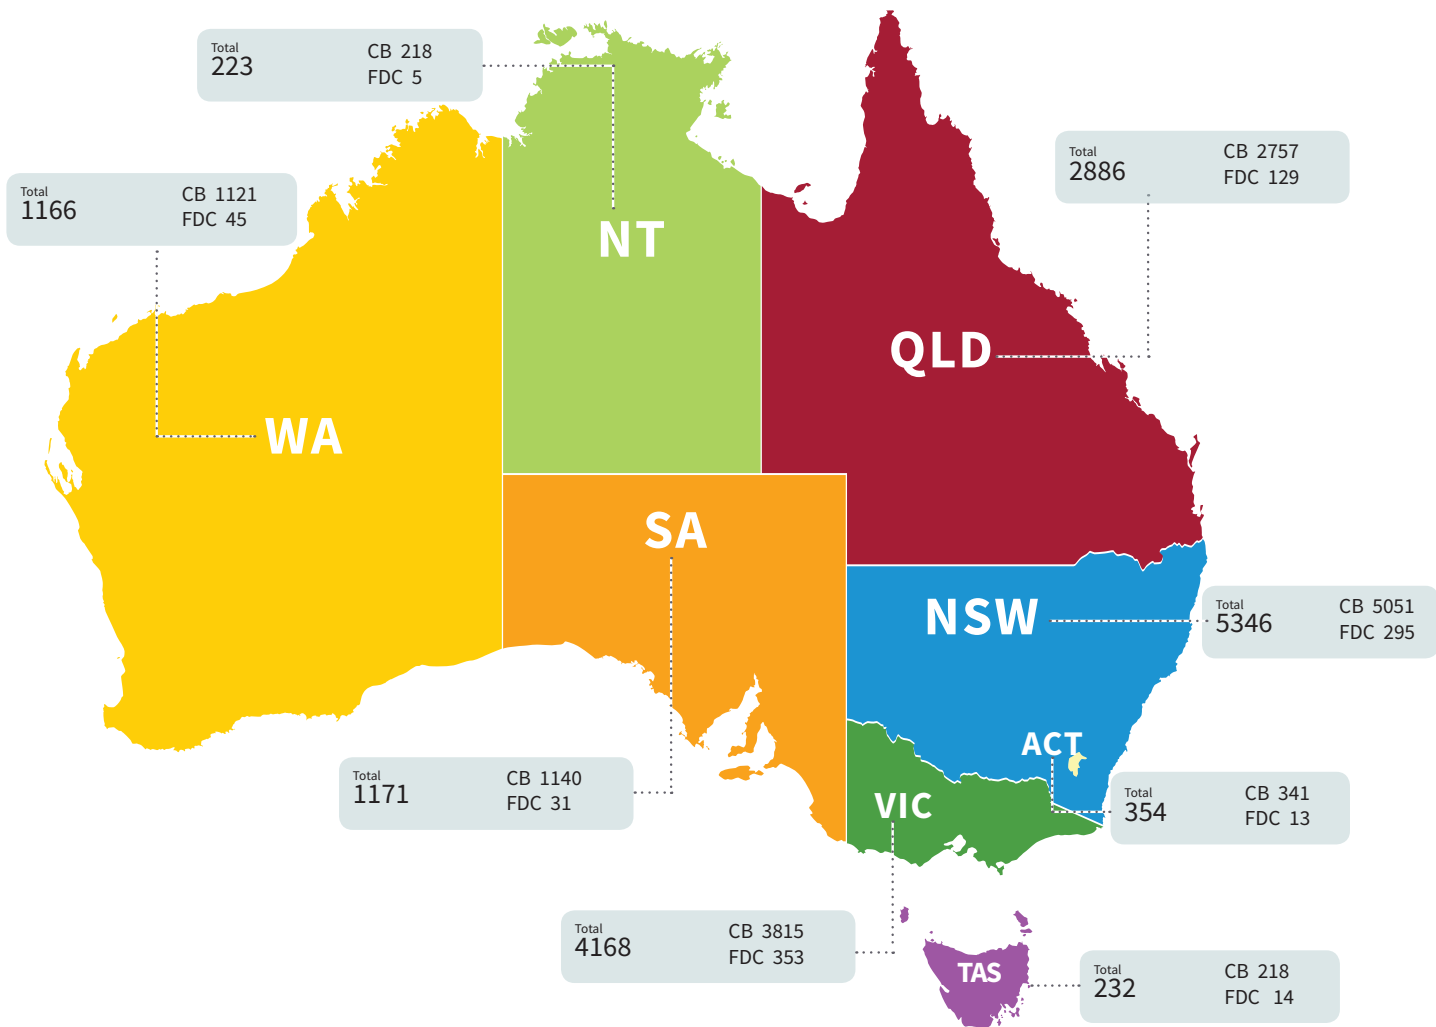 Total
223
CB 218
FDC 5
Total
2886
CB 2757
FDC 129
Total
1166
CB 1121
FDC 45
NT
QLD
WA
SA
NSW
Total
5346
CB 5051
FDC 295
ACT
Total
1171
CB 1140
FDC 31
VIC
Total
354
CB 341
FDC 13
Total
4168
CB 3815
FDC 353
TAS
Total
232
CB 218
FDC 14